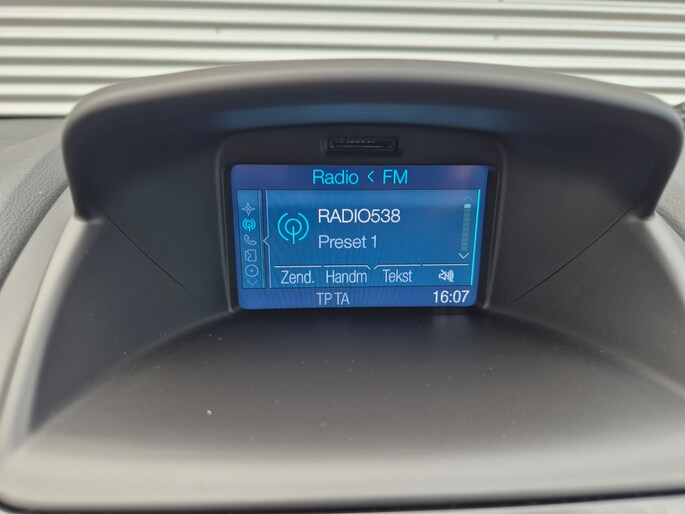 Radio < FM
RADIO538
Preset 1
Zend. Handm Tekst
TP TA 16:07